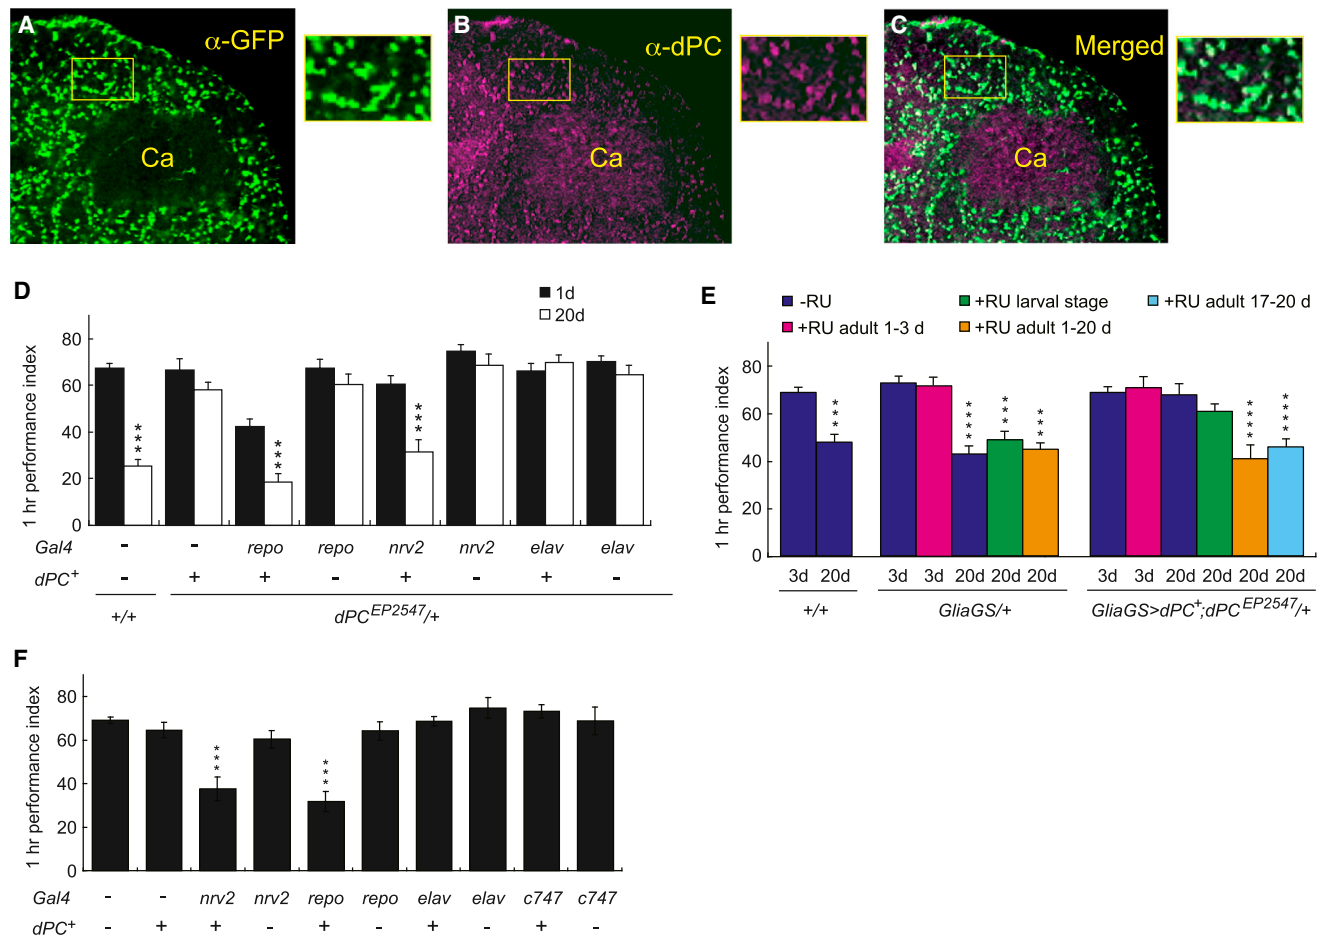 A
α-GFP
Ca
B
α-dPC
Ca
C
Merged
Ca
D
1d
20d
1 hr performance index
80
60
40
20
0
***
***
***
Gal4 - - repo repo nrv2 nrv2 elav elav
dPC+ - + + - + - + -
+/+ dPC^EP2547/+
E
-RU
+RU larval stage
+RU adult 17-20 d
+RU adult 1-3 d
+RU adult 1-20 d
1 hr performance index
80
60
40
20
0
***
****
***
***
****
****
3d 20d 3d 3d 20d 20d 20d 3d 3d 20d 20d 20d 20d
+/+ GliaGS/+ GliaGS>dPC+;dPC^EP2547/+
F
1 hr performance index
80
60
40
20
0
***
***
Gal4 - - nrv2 nrv2 repo repo elav elav c747 c747
dPC+ - + + - + - + - + -